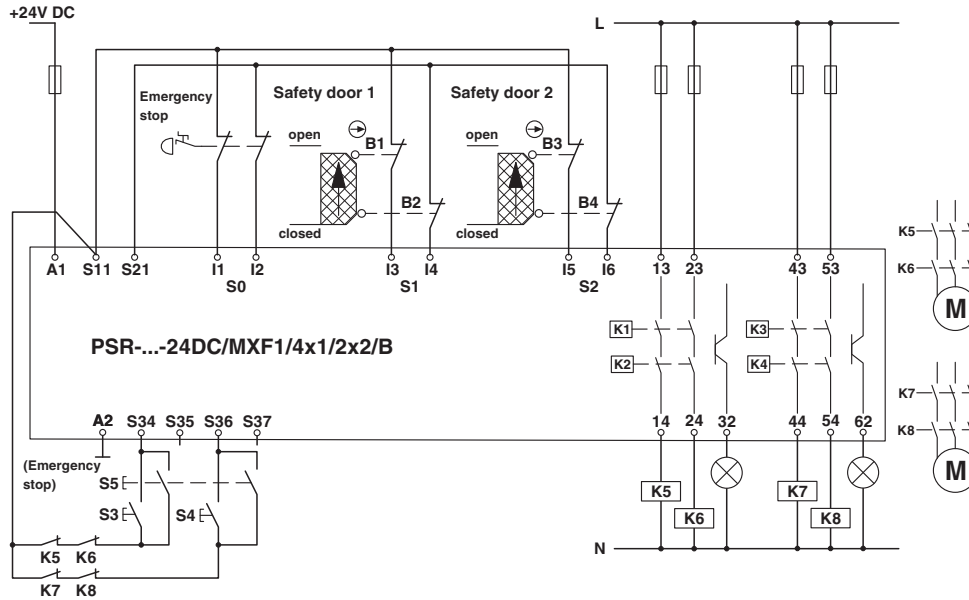 +24V DC
L
Emergency
stop
Safety door 1
Safety door 2
open
open
B1
B3
B2
B4
closed
closed
K5
K6
M
A1 S11 S21 I1 I2 I3 I4 I5 I6 13 23 43 53
S0 S1 S2
K1
K3
PSR-...-24DC/MXF1/4x1/2x2/B
K2
K4
K7
K8
M
A2 S34 S35 S36 S37 14 24 32 44 54 62
(Emergency
stop)
S5
S3
S4
K5
K7
K6
K8
K5 K6
N
K7 K8